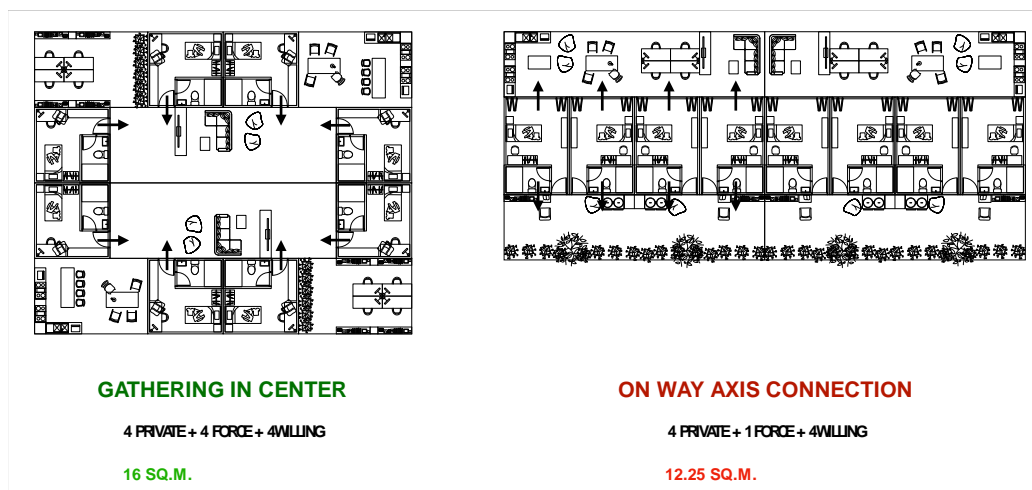 GATHERING IN CENTER
4 PRIVATE + 4 FORCE + 4WILLING
16 SQ.M.
ON WAY AXIS CONNECTION
4 PRIVATE + 1 FORCE + 4WILLING
12.25 SQ.M.